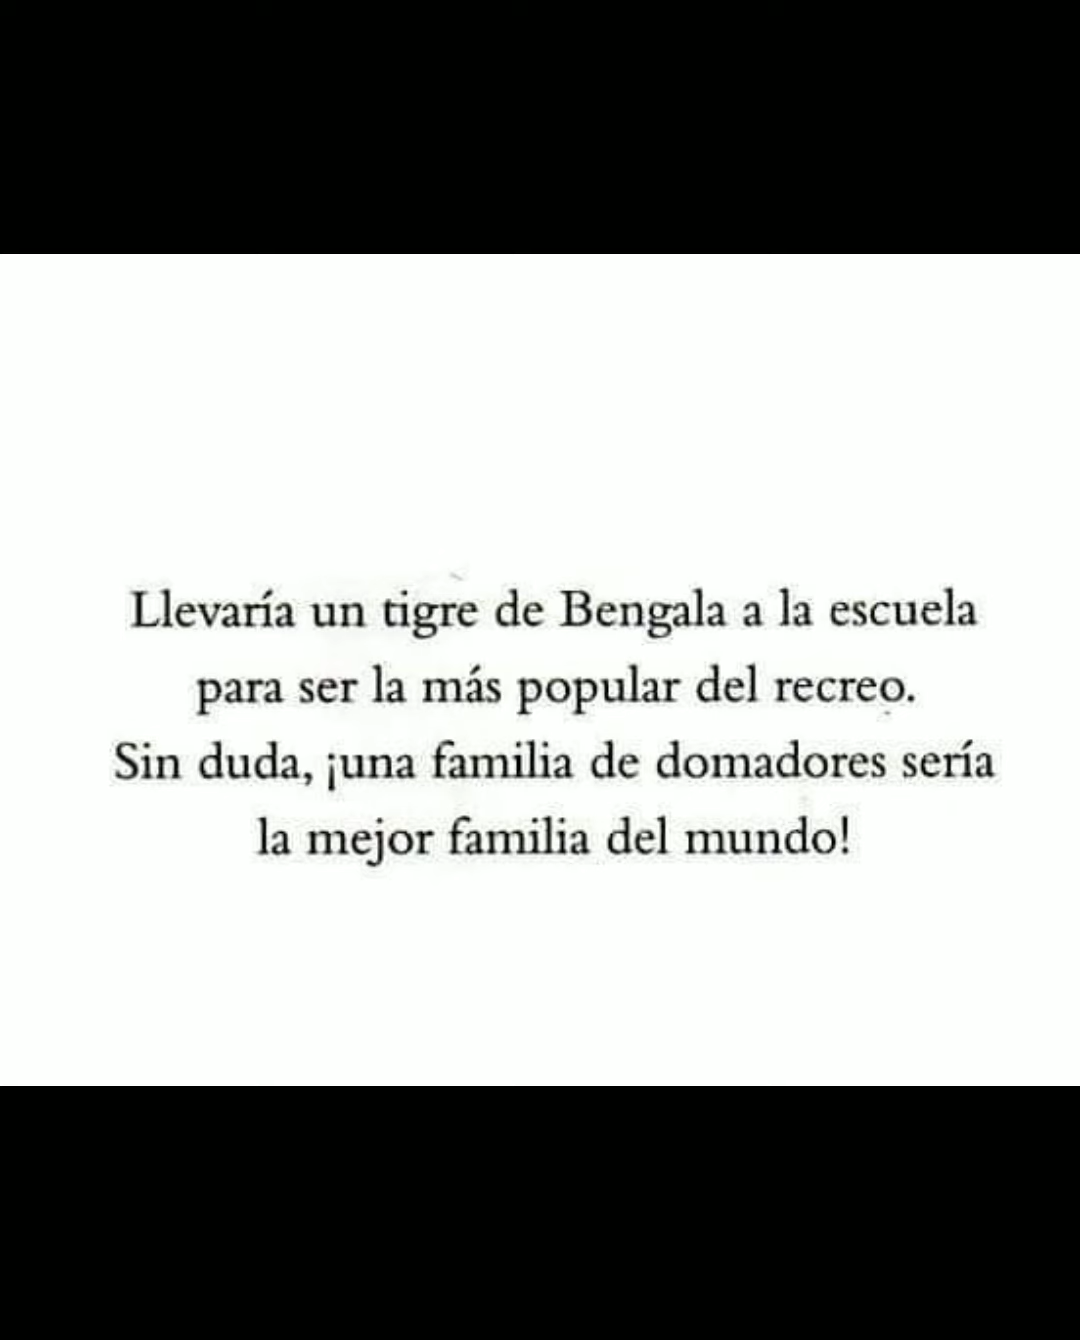 Llevaría un tigre de Bengala a la escuela
para ser la más popular del recreo.
Sin duda, ¡una familia de domadores sería
la mejor familia del mundo!